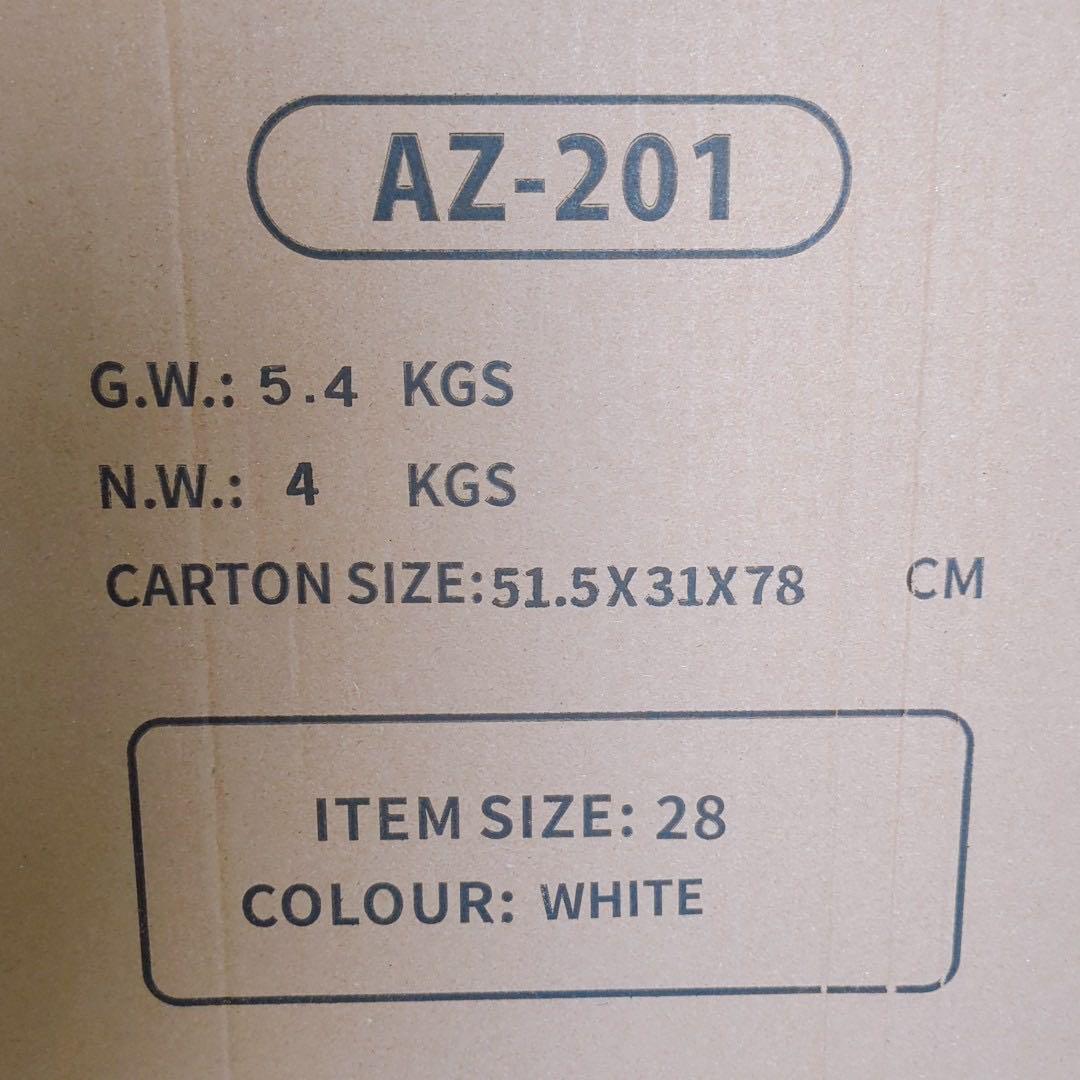 AZ-201
G.W.: 5.4 KGS
N.W.: 4 KGS
CARTON SIZE:51.5X31X78 CM
ITEM SIZE: 28
COLOUR: WHITE